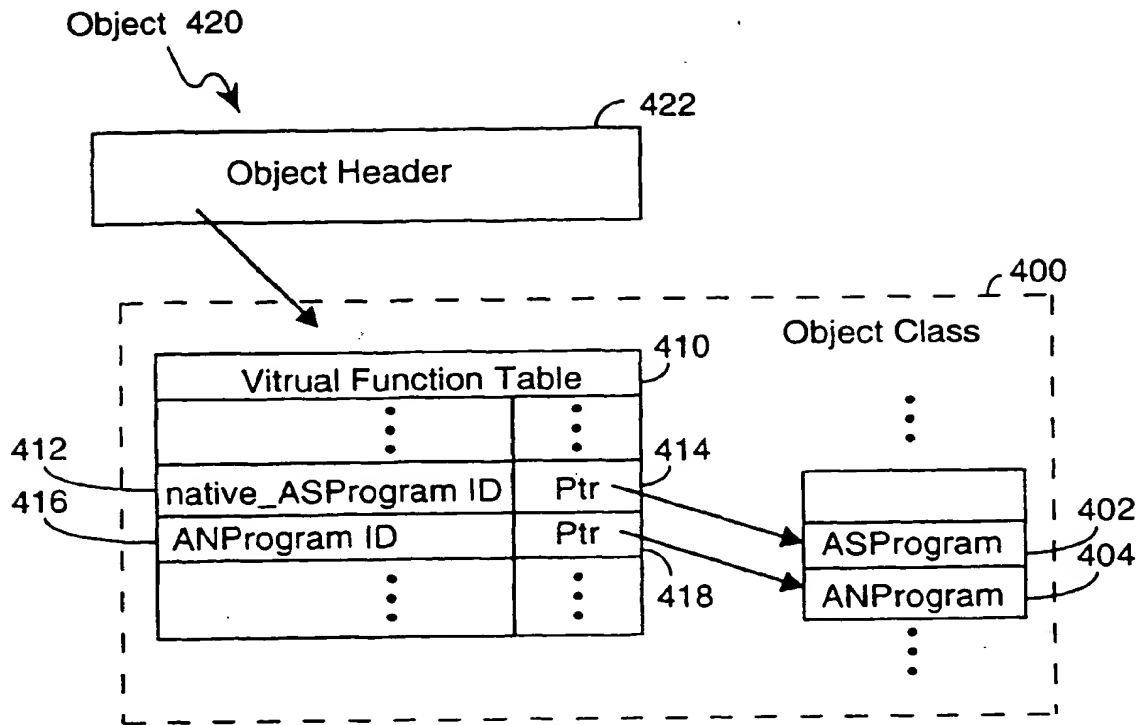 Object 420
422
Object Header
400
Object Class
410
Vitrual Function Table
412
414
native_ASProgram ID
Ptr
416
ANProgram ID
Ptr
418
402
ASProgram
404
ANProgram